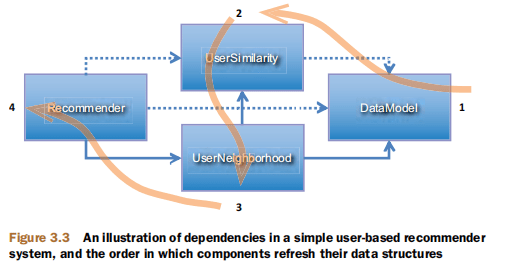 2
UserSimilarity
4
Recommender
DataModel
1
UserNeighborhood
3
Figure 3.3 An illustration of dependencies in a simple user-based recommender
system, and the order in which components refresh their data structures